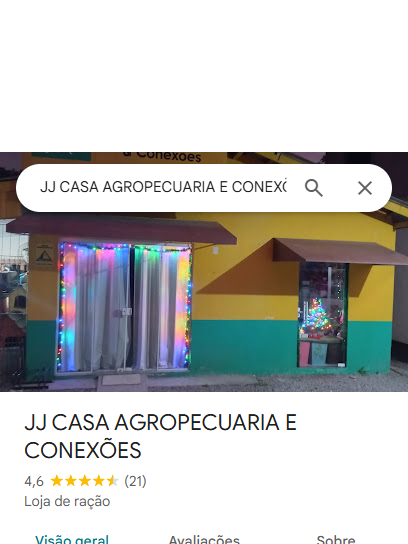 & Conexões
JJ CASA AGROPECUARIA E CONEXÕ
JJ CASA AGROPECUARIA E
CONEXÕES
4,6 (21)
Loja de ração
Visão geral Avaliações Sobre